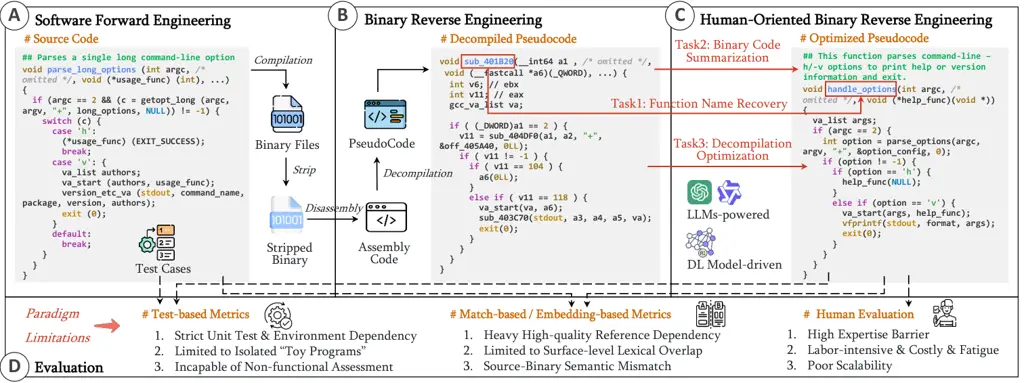 A Software Forward Engineering
# Source Code
## Parses a single long command-line option
void parse_long_options (int argc, /*
omitted */, void (*usage_func) (int), ...)
{
if (argc == 2 && (c = getopt_long (argc,
argv, "+", long_options, NULL)) != -1) {
switch (c) {
case 'h':
(*usage_func) (EXIT_SUCCESS);
break;
case 'v': {
va_list authors;
va_start (authors, usage_func);
version_etc_va (stdout, command_name,
package, version, authors);
exit (0);
}
default:
break;
}
}
}
Test Cases
Compilation
Binary Files
Strip
Stripped
Binary
Disassembly
B Binary Reverse Engineering
PseudoCode
Decompilation
Assembly
Code
# Decompiled Pseudocode
void sub_401B20(__int64 a1 , /* omitted */,
void (__fastcall *a6)(_QWORD), ...) {
int v6; // ebx
int v11; // eax
gcc_va_list va;
if ( (_DWORD)a1 == 2 ) {
v11 = sub_404DF0(a1, a2, "+",
&off_405A40, 0LL);
if ( v11 != -1 ) {
if ( v11 == 104 ) {
a6(0LL);
}
else if ( v11 == 118 ) {
va_start(va, a6);
sub_403C70(stdout, a3, a4, a5, va);
exit(0);
}
}
}
}
C Human-Oriented Binary Reverse Engineering
Task2: Binary Code
Summarization
Task1: Function Name Recovery
Task3: Decompilation
Optimization
LLMs-powered
DL Model-driven
# Optimized Pseudocode
## This function parses command-line –
h/-v options to print help or version
information and exit.
void handle_options(int argc, /*
omitted */, void (*help_func)(void *))
{
va_list args;
if (argc == 2) {
int option = parse_options(argc,
argv, "+", &option_config, 0);
if (option != -1) {
if (option == 'h') {
help_func(NULL);
}
else if (option == 'v') {
va_start(args, help_func);
vfprintf(stdout, format, args);
exit(0);
}
}
}
}
Paradigm
Limitations
D Evaluation
# Test-based Metrics
1. Strict Unit Test & Environment Dependency
2. Limited to Isolated “Toy Programs”
3. Incapable of Non-functional Assessment
# Match-based / Embedding-based Metrics
1. Heavy High-quality Reference Dependency
2. Limited to Surface-level Lexical Overlap
3. Source-Binary Semantic Mismatch
# Human Evaluation
1. High Expertise Barrier
2. Labor-intensive & Costly & Fatigue
3. Poor Scalability